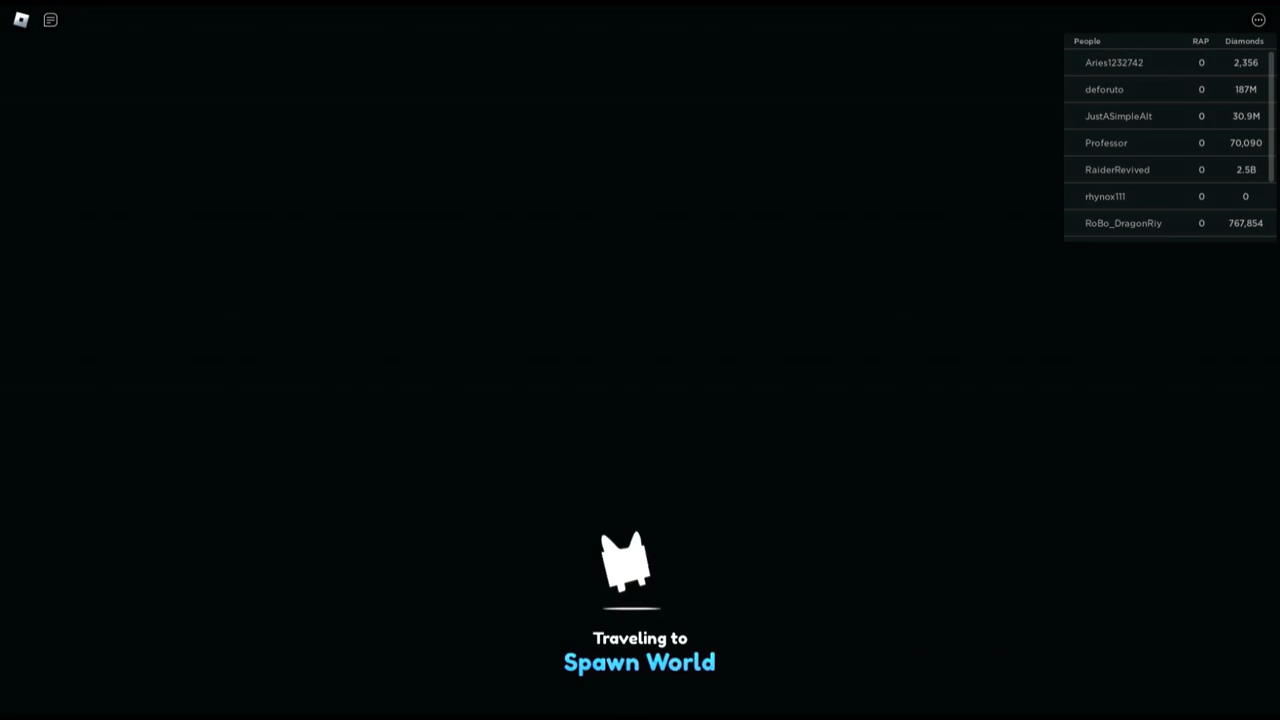 People RAP Diamonds
Aries1232742 0 2,356
deforuto 0 187M
JustASimpleAlt 0 30.9M
Professor 0 70,090
RaiderRevived 0 2.5B
rhynox111 0 0
RoBo_DragonRiy 0 767,854
Traveling to
Spawn World